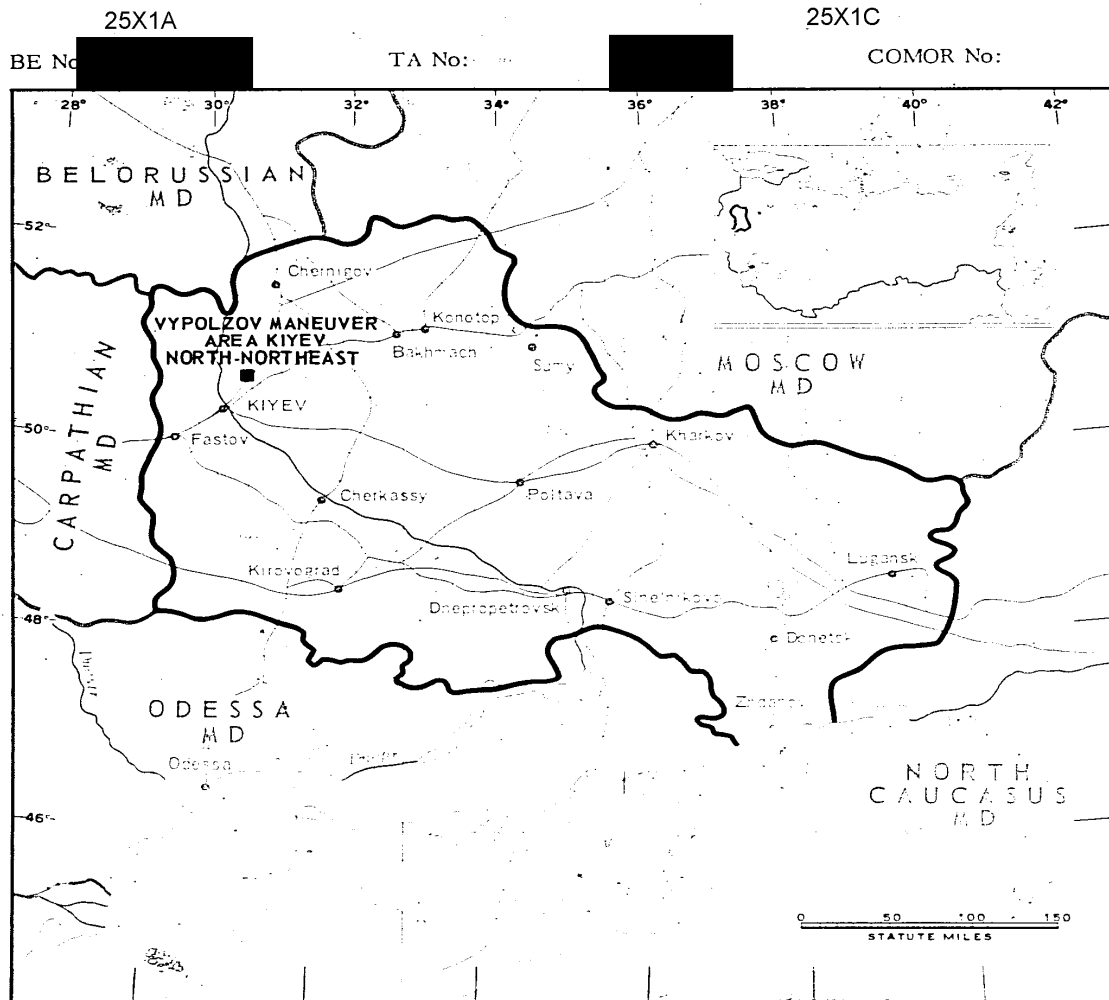 25X1A
25X1C
BE No
TA No:
COMOR No:
28°
30°
32°
34°
36°
38°
40°
42°
BELORUSSIAN
MD
52°
Chernigov
Konotop
VYPOLZOV MANEUVER
AREA KIYEV
NORTH-NORTHEAST
Bakhmach
Sumy
MOSCOW
MD
CARPATHIAN
MD
KIYEV
50°
Fastov
Kharkov
Cherkassy
Poltava
Kirovograd
Lugansk
Dnepropetrovsk
Sinelnikovo
48°
Donetsk
ODESSA
MD
Odessa
NORTH
CAUCASUS
MD
46°
0 50 100 150
STATUTE MILES